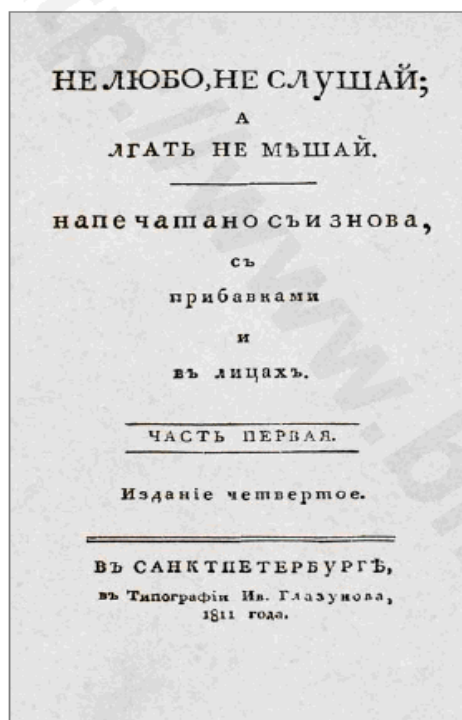 НЕ ЛЮБО, НЕ СЛУШАЙ;
А
ЛГАТЬ НЕ МѢШАЙ.
напечатано съизнова,
съ
прибавками
и
въ лицахъ.
ЧАСТЬ ПЕРВАЯ.
Изданіе четвертое.
ВЪ САНКТПЕТЕРБУРГѢ,
въ Типографіи Ив. Глазунова,
1811 года.